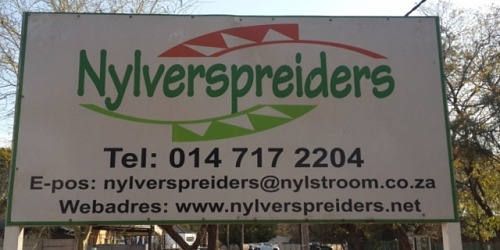 Nylverspreiders
Tel: 014 717 2204
E-pos: nylverspreiders@nylstroom.co.za
Webadres: www.nylverspreiders.net